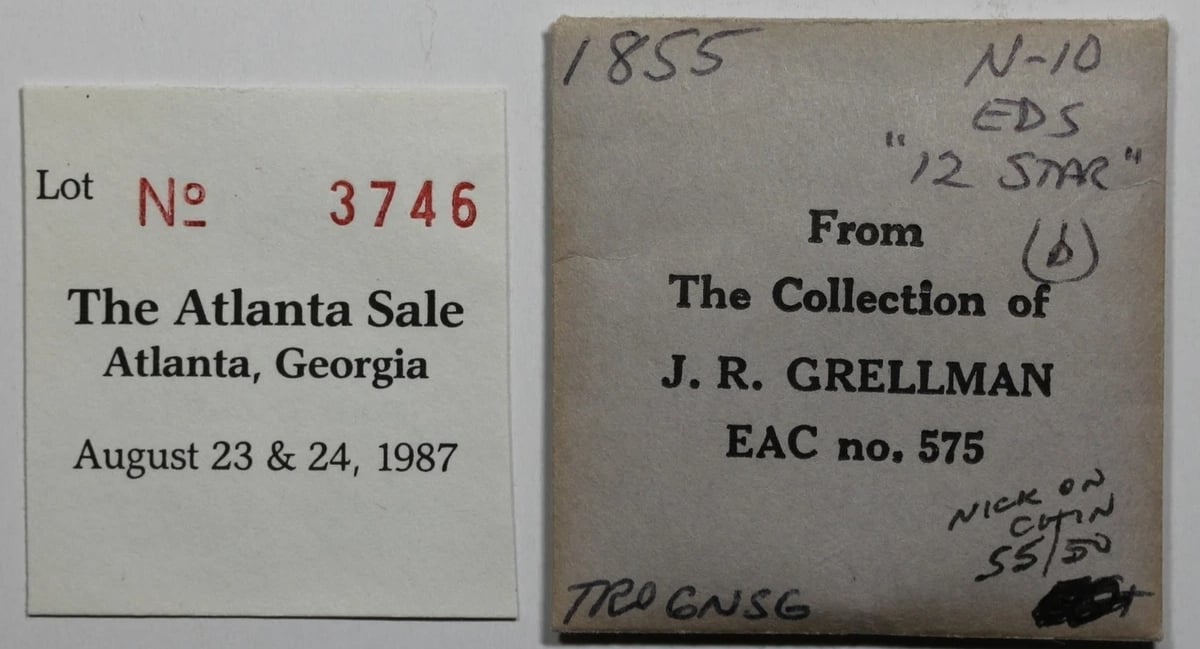 Lot No 3746
The Atlanta Sale
Atlanta, Georgia
August 23 & 24, 1987
1855 N-10
EDS
"12 STAR"
(b)
From
The Collection of
J. R. GRELLMAN
EAC no. 575
NICK ON
CHIN
55/50